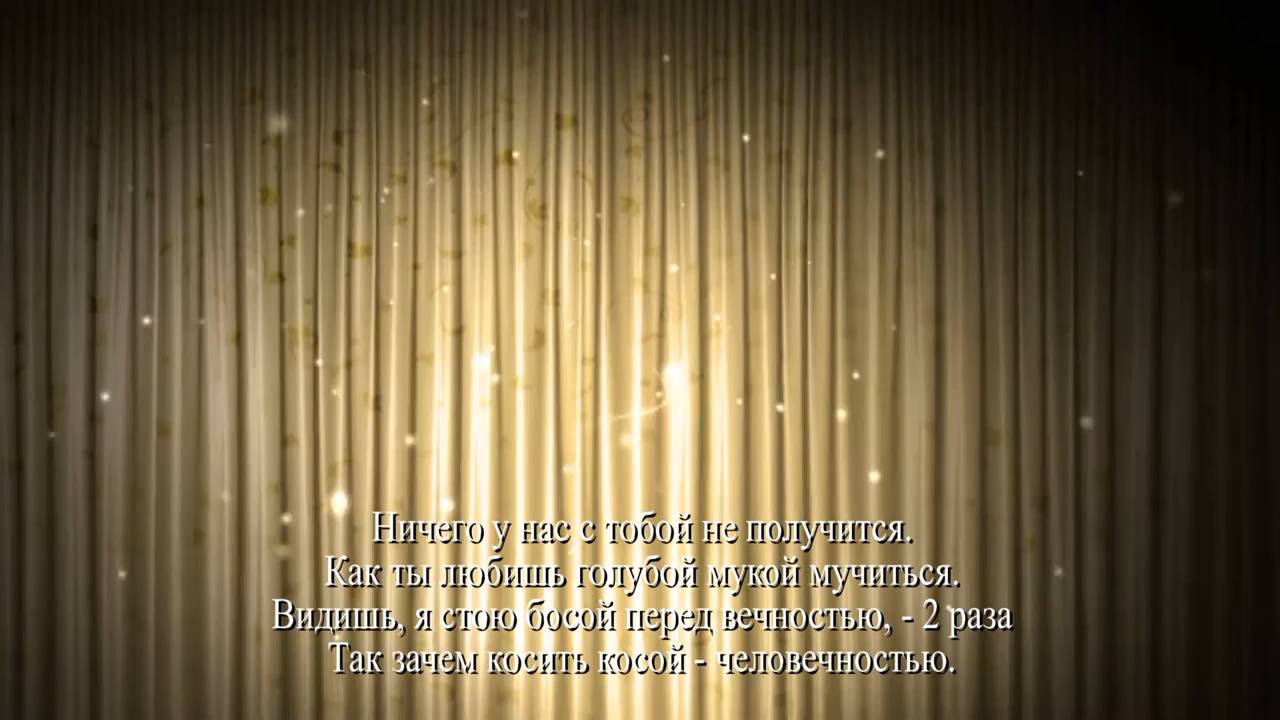 Ничего у нас с тобой не получится.
Как ты любишь голубой мукой мучиться.
Видишь, я стою босой перед вечностью, - 2 раза
Так зачем косить косой - человечностью.